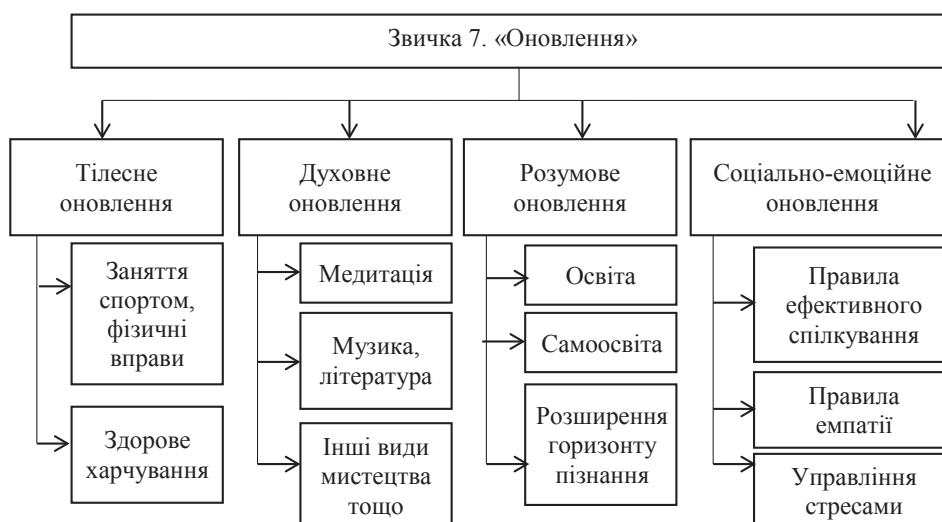 Звичка 7. «Оновлення»
Тілесне
оновлення
Заняття
спортом,
фізичні
вправи
Здорове
харчування
Духовне
оновлення
Медитація
Музика,
література
Інші види
мистецтва
тощо
Розумове
оновлення
Освіта
Самоосвіта
Розширення
горизонту
пізнання
Соціально-емоційне
оновлення
Правила
ефективного
спілкування
Правила
емпатії
Управління
стресами